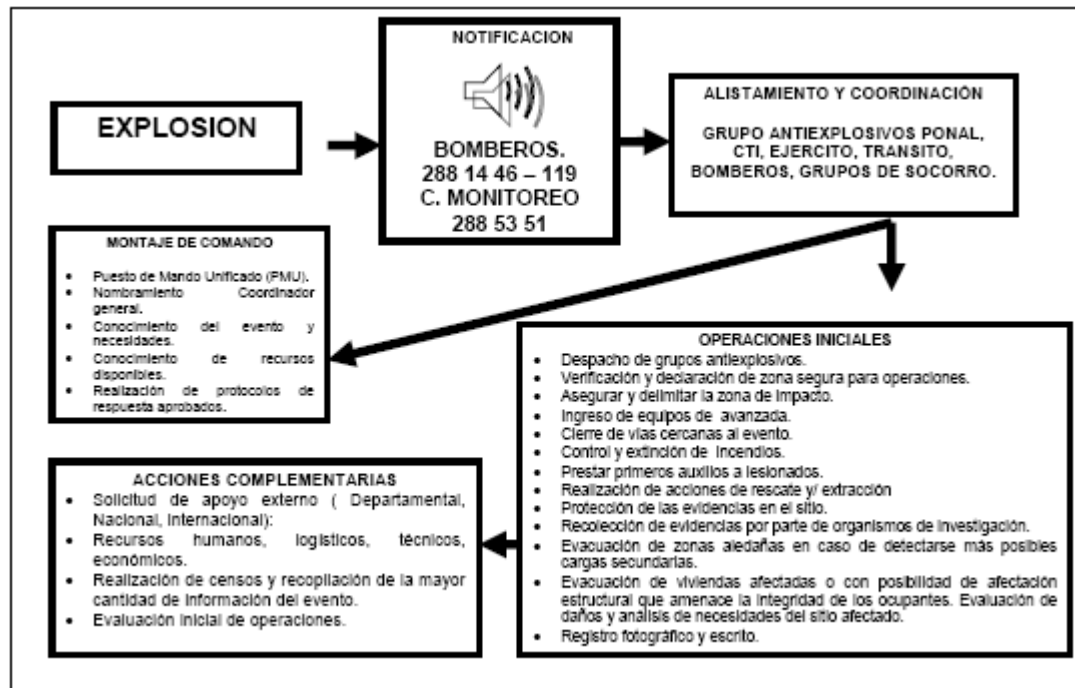 EXPLOSION
NOTIFICACION
BOMBEROS.
288 14 46 – 119
C. MONITOREO
288 53 51
ALISTAMIENTO Y COORDINACIÓN
GRUPO ANTIEXPLOSIVOS PONAL,
CTI, EJERCITO, TRANSITO,
BOMBEROS, GRUPOS DE SOCORRO.
MONTAJE DE COMANDO
• Puesto de Mando Unificado (PMU).
• Nombramiento Coordinador
general.
• Conocimiento del evento y
necesidades.
• Conocimiento de recursos
disponibles.
• Realización de protocolos de
respuesta aprobados.
OPERACIONES INICIALES
• Despacho de grupos antiexplosivos.
• Verificación y declaración de zona segura para operaciones.
• Asegurar y delimitar la zona de impacto.
• Ingreso de equipos de avanzada.
• Cierre de vías cercanas al evento.
• Control y extinción de incendios.
• Prestar primeros auxilios a lesionados.
• Realización de acciones de rescate y/ extracción
• Protección de las evidencias en el sitio.
• Recolección de evidencias por parte de organismos de investigación.
• Evacuación de zonas aledañas en caso de detectarse más posibles
cargas secundarias.
• Evacuación de viviendas afectadas o con posibilidad de afectación
estructural que amenace la integridad de los ocupantes. Evaluación de
daños y análisis de necesidades del sitio afectado.
• Registro fotográfico y escrito.
ACCIONES COMPLEMENTARIAS
• Solicitud de apoyo externo ( Departamental,
Nacional, Internacional):
• Recursos humanos, logísticos, técnicos,
económicos.
• Realización de censos y recopilación de la mayor
cantidad de información del evento.
• Evaluación inicial de operaciones.